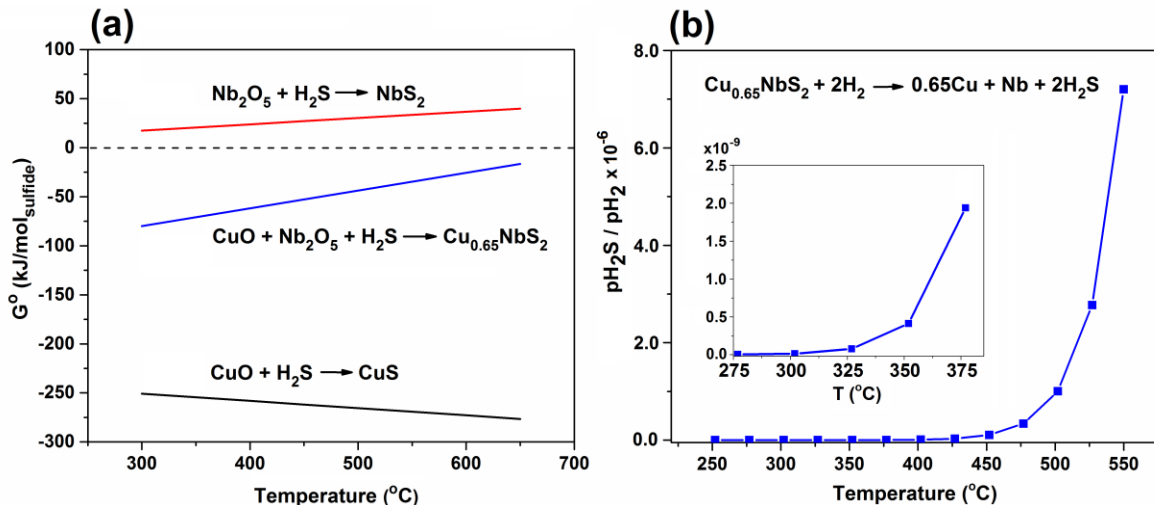 (a)
100
50
0
-50
-100
-150
-200
-250
-300
G° (kJ/mol_sulfide)
Nb₂O₅ + H₂S → NbS₂
CuO + Nb₂O₅ + H₂S → Cu₀.₆₅NbS₂
CuO + H₂S → CuS
300 400 500 600 700
Temperature (°C)
(b)
8.0
6.0
4.0
2.0
0.0
pH₂S / pH₂ x 10⁻⁶
Cu₀.₆₅NbS₂ + 2H₂ → 0.65Cu + Nb + 2H₂S
x10⁻⁹
2.5
2.0
1.5
1.0
0.5
0.0
275 300 325 350 375
T (°C)
250 300 350 400 450 500 550
Temperature (°C)